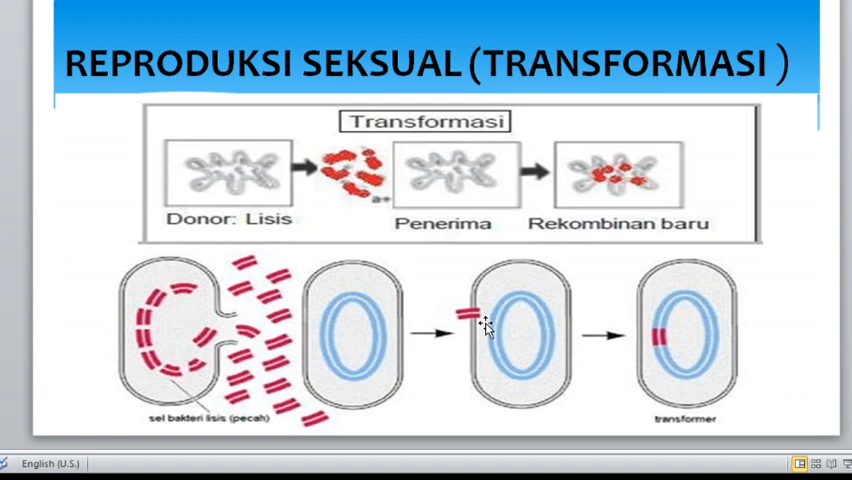 REPRODUKSI SEKSUAL (TRANSFORMASI )
Transformasi
a+
Donor: Lisis
Penerima
Rekombinan baru
sel bakteri lisis (pecah)
transformer
English (U.S.)